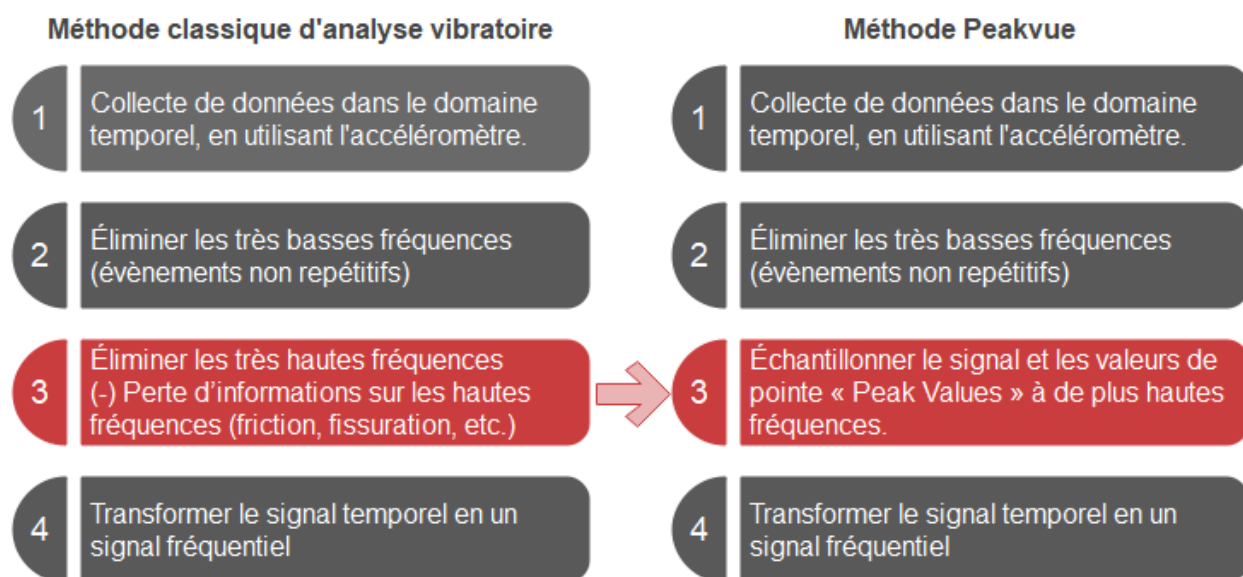 Méthode classique d'analyse vibratoire
1
Collecte de données dans le domaine
temporel, en utilisant l'accéléromètre.
2
Éliminer les très basses fréquences
(évènements non repétitifs)
3
Éliminer les très hautes fréquences
(-) Perte d’informations sur les hautes
fréquences (friction, fissuration, etc.)
4
Transformer le signal temporel en un
signal fréquentiel
Méthode Peakvue
1
Collecte de données dans le domaine
temporel, en utilisant l'accéléromètre.
2
Éliminer les très basses fréquences
(évènements non repétitifs)
3
Échantillonner le signal et les valeurs de
pointe « Peak Values » à de plus hautes
fréquences.
4
Transformer le signal temporel en un
signal fréquentiel